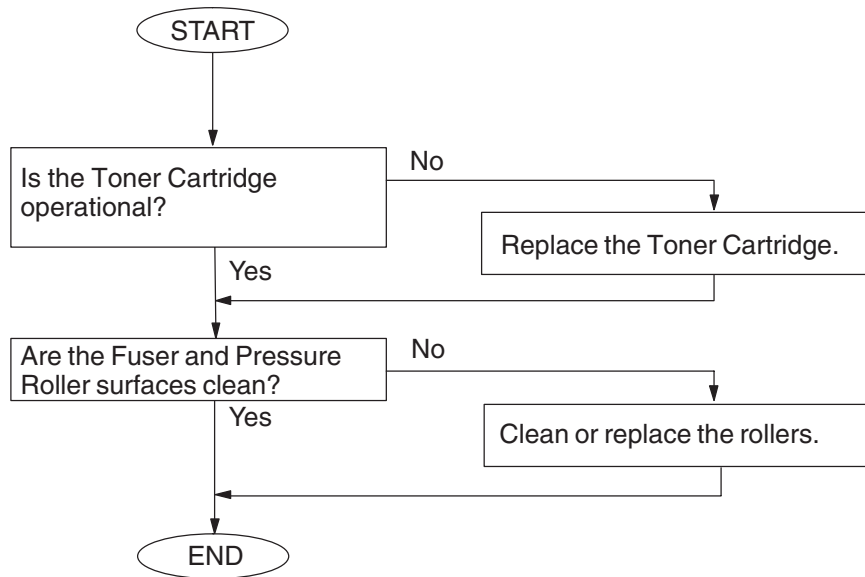 START
Is the Toner Cartridge
operational?
No
Replace the Toner Cartridge.
Yes
Are the Fuser and Pressure
Roller surfaces clean?
No
Clean or replace the rollers.
Yes
END